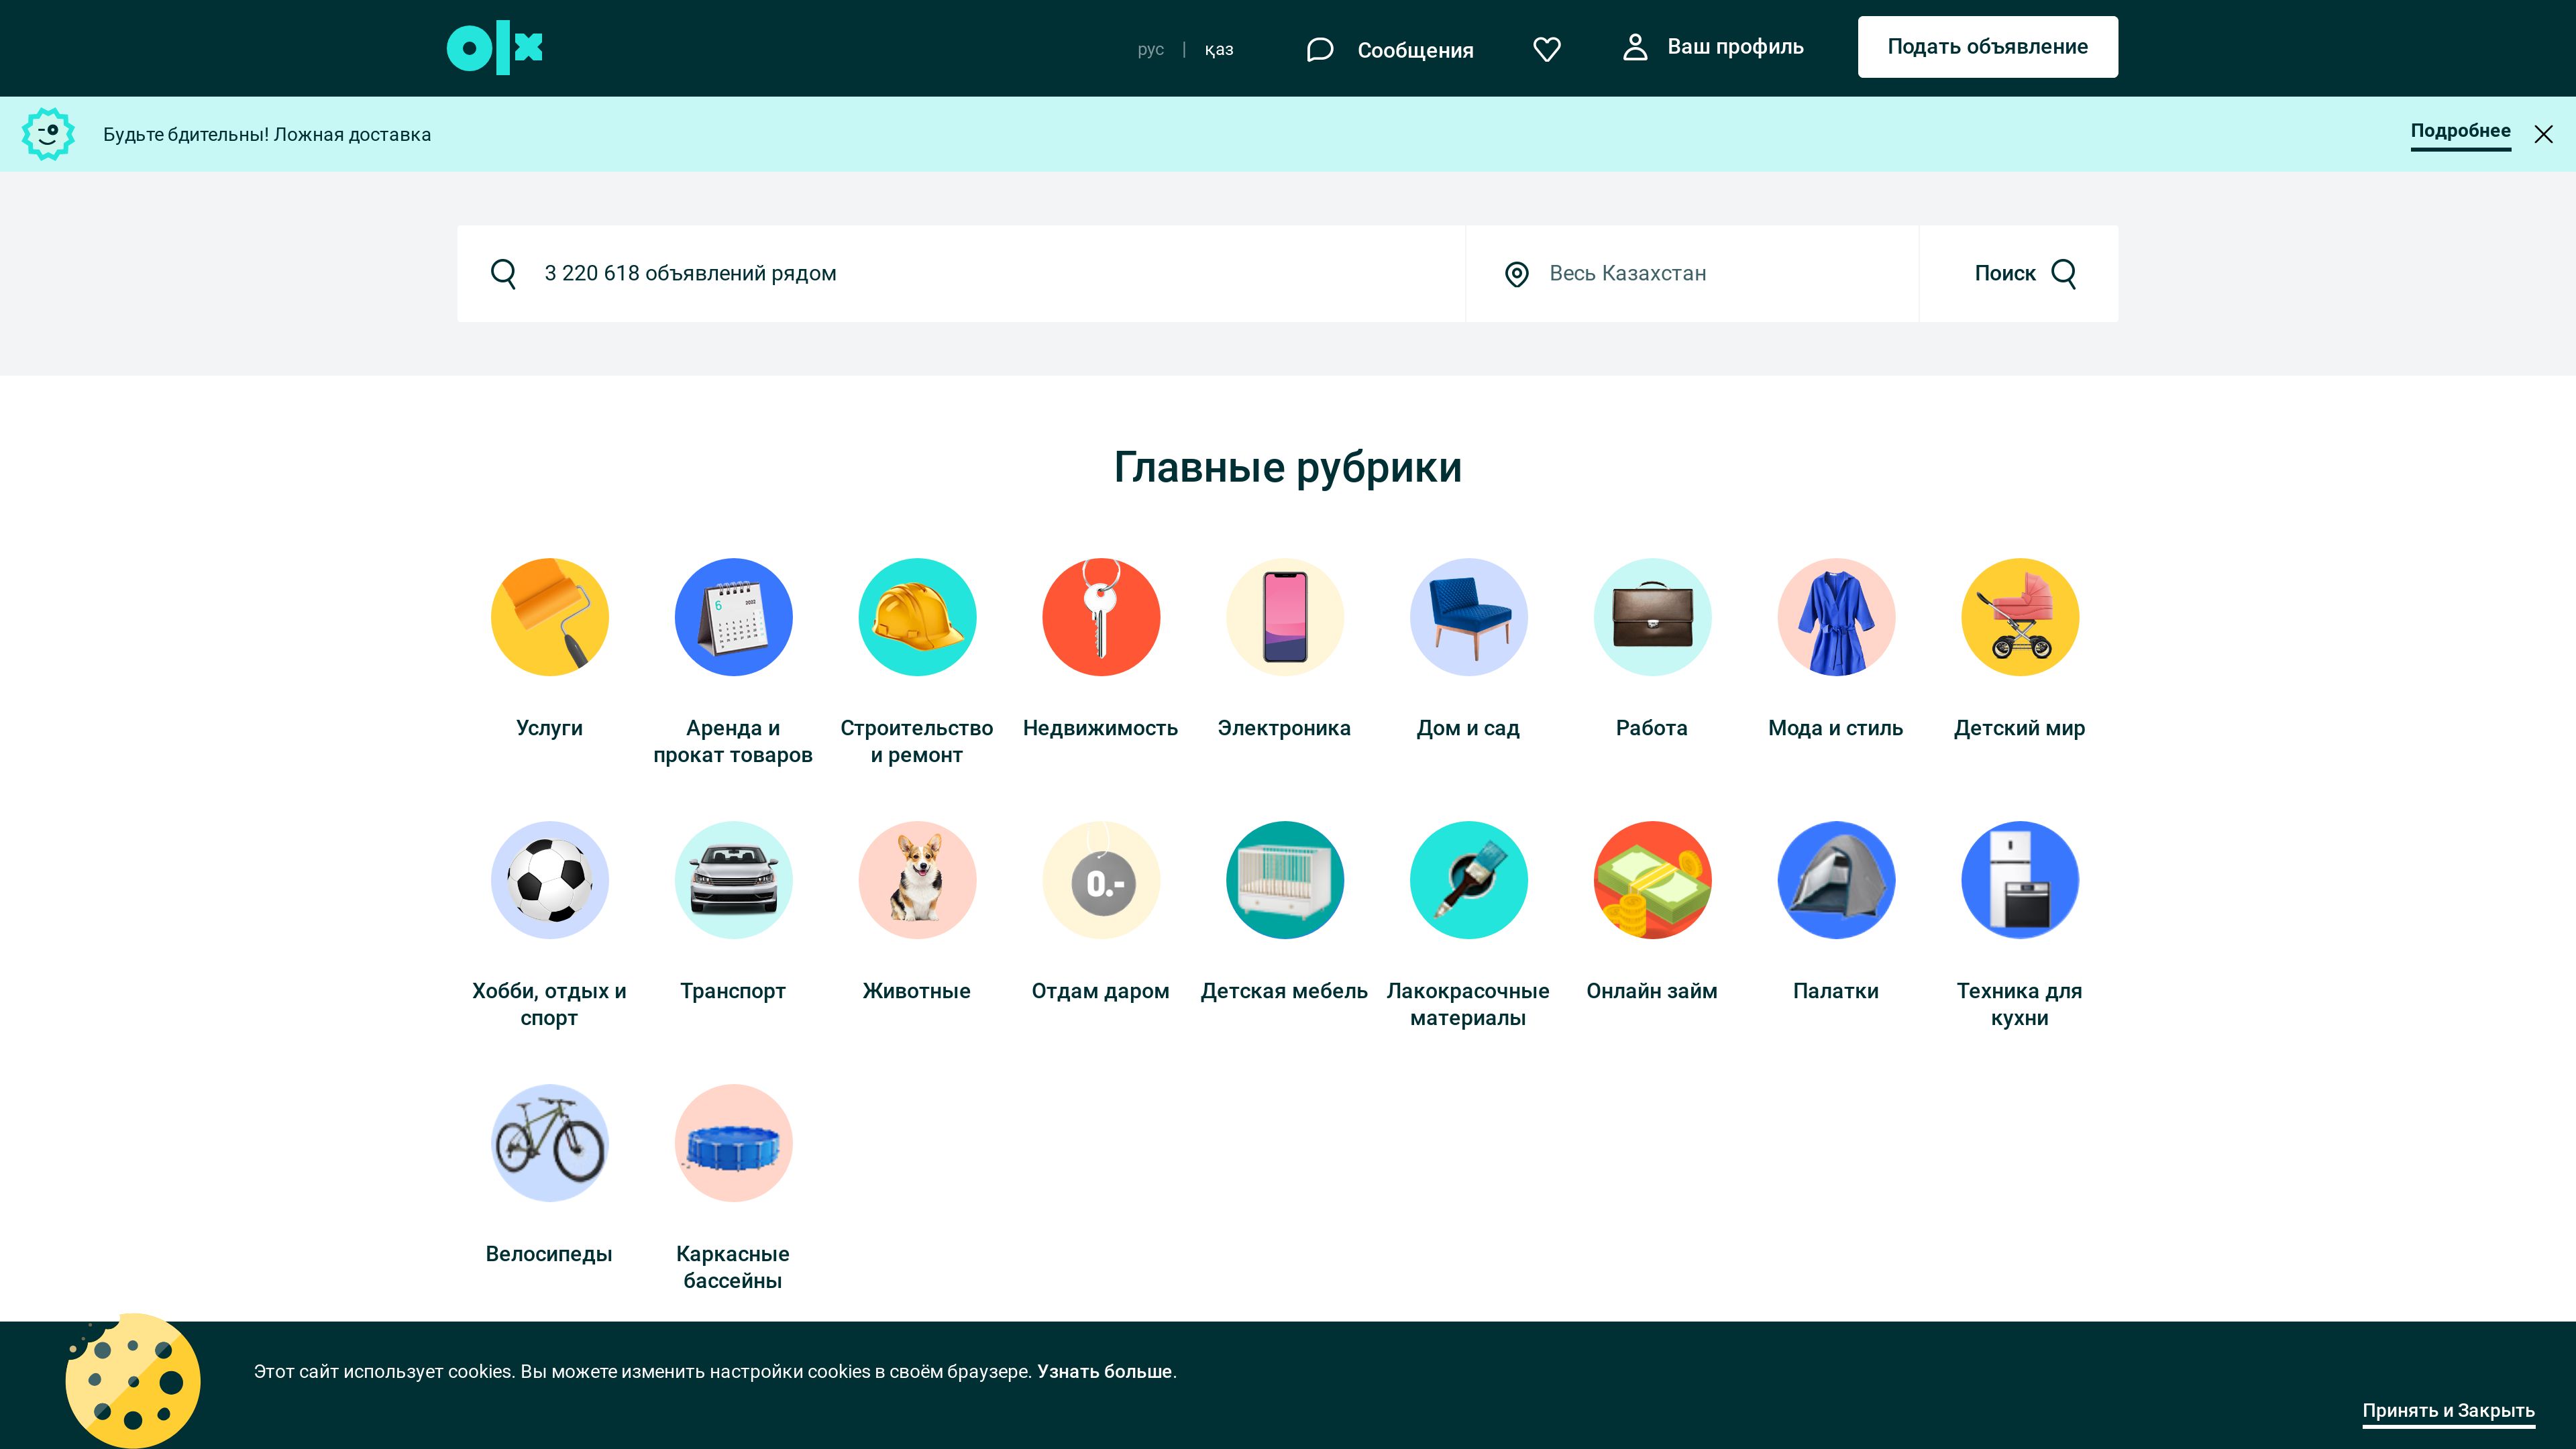 olx
рус | қаз
Сообщения
Ваш профиль
Подать объявление
Будьте бдительны! Ложная доставка
Подробнее
3 220 618 объявлений рядом
Весь Казахстан
Поиск
Главные рубрики
Услуги
Аренда и
прокат товаров
Строительство
и ремонт
Недвижимость
Электроника
Дом и сад
Работа
Мода и стиль
Детский мир
Хобби, отдых и
спорт
Транспорт
Животные
0.-
Отдам даром
Детская мебель
Лакокрасочные
материалы
Онлайн займ
Палатки
Техника для
кухни
Велосипеды
Каркасные
бассейны
Этот сайт использует cookies. Вы можете изменить настройки cookies в своём браузере. Узнать больше.
Принять и Закрыть